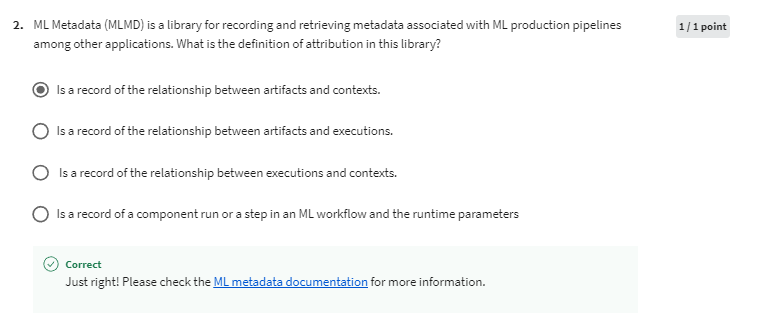 2. ML Metadata (MLMD) is a library for recording and retrieving metadata associated with ML production pipelines
among other applications. What is the definition of attribution in this library?
1 / 1 point
Is a record of the relationship between artifacts and contexts.
Is a record of the relationship between artifacts and executions.
Is a record of the relationship between executions and contexts.
Is a record of a component run or a step in an ML workflow and the runtime parameters
Correct
Just right! Please check the ML metadata documentation for more information.